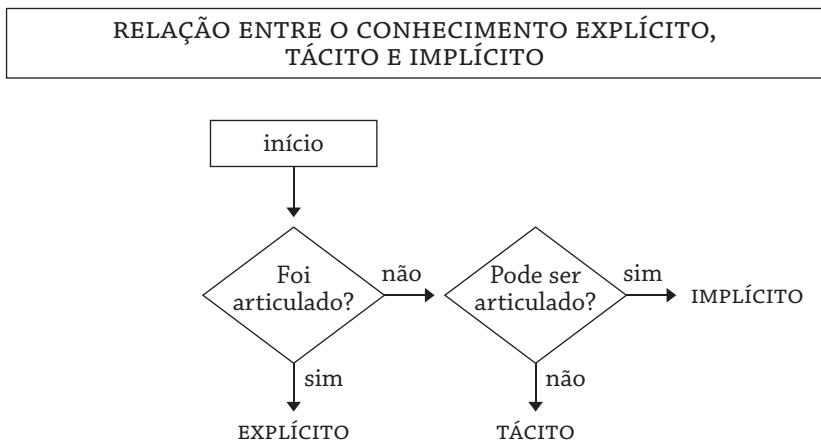 RELAÇÃO ENTRE O CONHECIMENTO EXPLÍCITO,
TÁCITO E IMPLÍCITO
início
Foi
articulado?
não
Pode ser
articulado?
sim
IMPLÍCITO
sim
não
EXPLÍCITO
TÁCITO